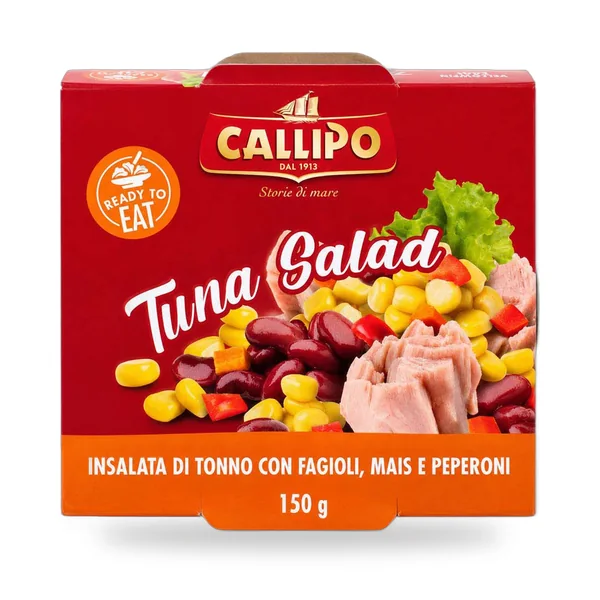 CALLIPO
DAL 1913
Storie di mare
READY TO
EAT
Tuna Salad
INSALATA DI TONNO CON FAGIOLI, MAIS E PEPERONI
150 g